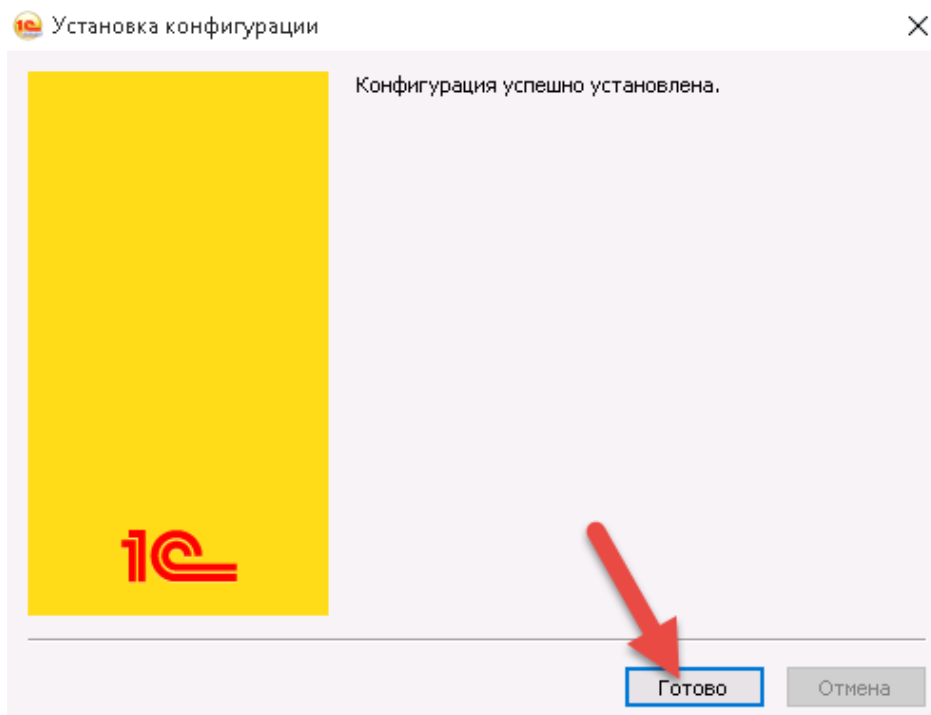 Установка конфигурации
Конфигурация успешно установлена.
1С
Готово
Отмена